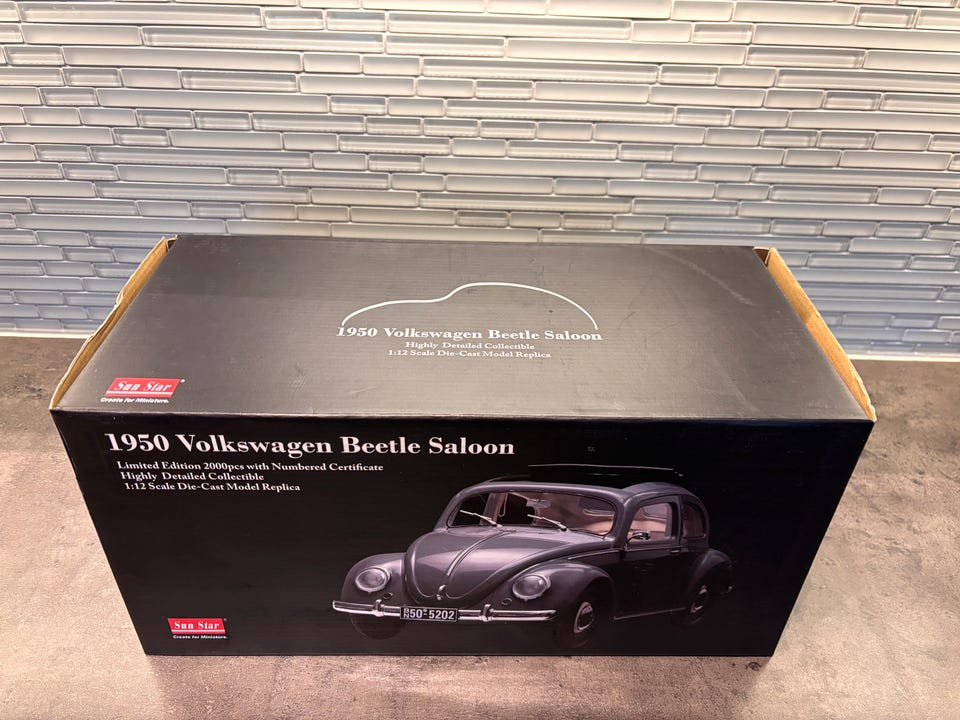 1950 Volkswagen Beetle Saloon
Highly Detailed Collectible
1:12 Scale Die-Cast Model Replica
Sun Star
Create for Miniature.
1950 Volkswagen Beetle Saloon
Limited Edition 2000pcs with Numbered Certificate
Highly Detailed Collectible
1:12 Scale Die-Cast Model Replica
50-5202
Sun Star
Create for Miniature.